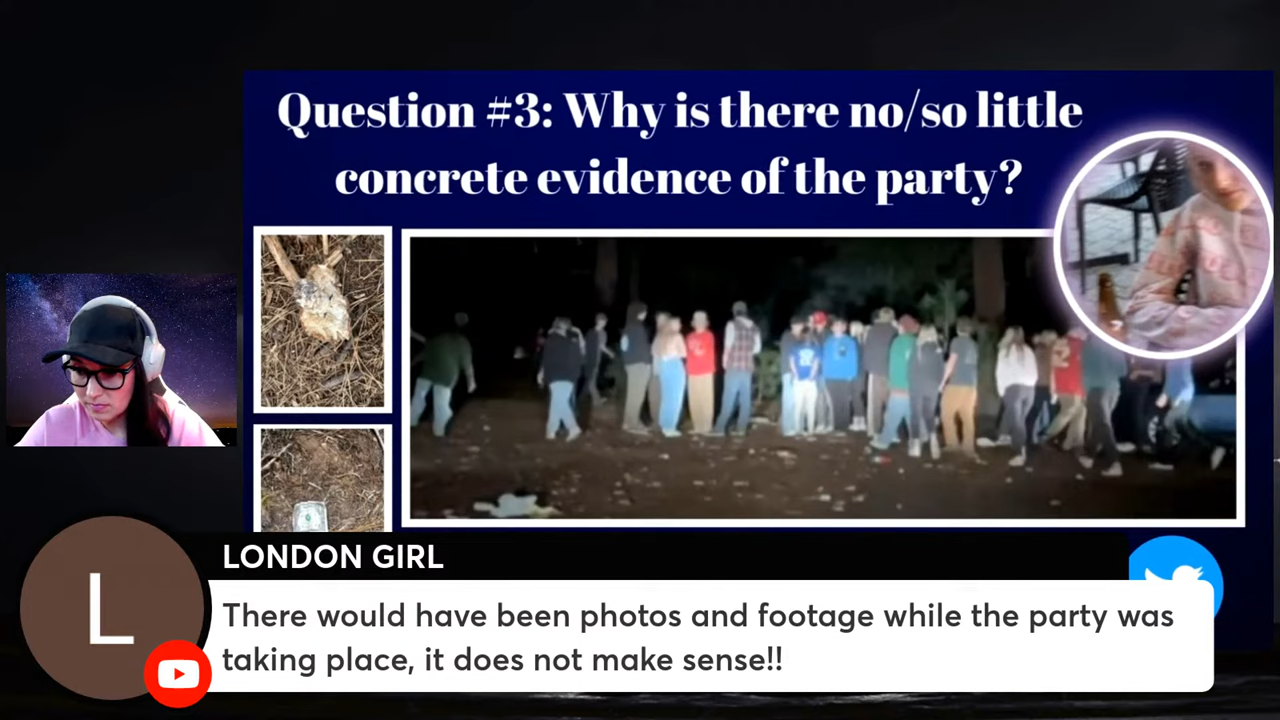 Question #3: Why is there no/so little
concrete evidence of the party?
LONDON GIRL
L
There would have been photos and footage while the party was
taking place, it does not make sense!!